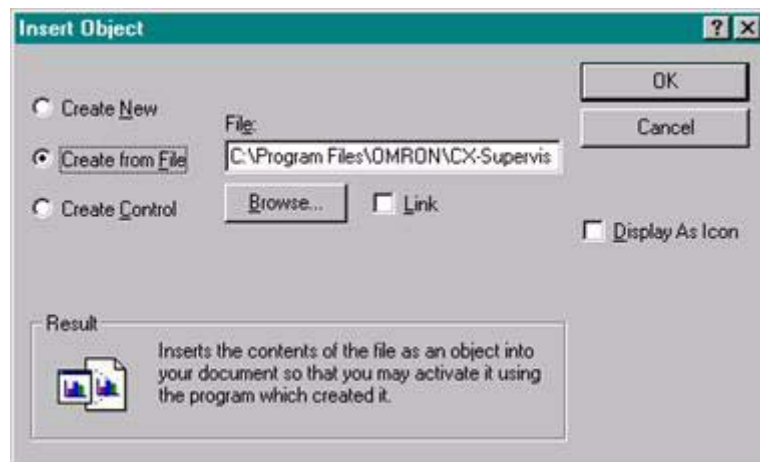 Insert Object
Create New
Create from File
Create Control
File:
C:\Program Files\OMRON\CX-Supervis
Browse...
Link
OK
Cancel
Display As Icon
Result
Inserts the contents of the file as an object into
your document so that you may activate it using
the program which created it.